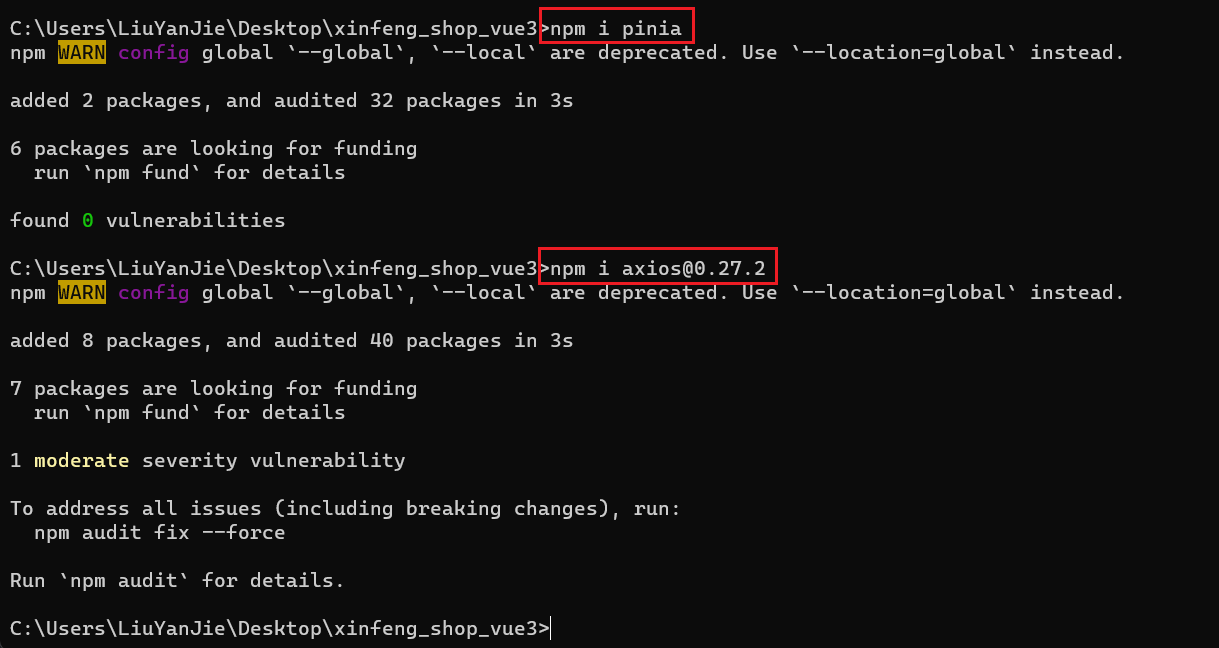 C:\Users\LiuYanJie\Desktop\xinfeng_shop_vue3>npm i pinia
npm WARN config global `--global`, `--local` are deprecated. Use `--location=global` instead.
added 2 packages, and audited 32 packages in 3s
6 packages are looking for funding
  run `npm fund` for details
found 0 vulnerabilities
C:\Users\LiuYanJie\Desktop\xinfeng_shop_vue3>npm i axios@0.27.2
npm WARN config global `--global`, `--local` are deprecated. Use `--location=global` instead.
added 8 packages, and audited 40 packages in 3s
7 packages are looking for funding
  run `npm fund` for details
1 moderate severity vulnerability
To address all issues (including breaking changes), run:
  npm audit fix --force
Run `npm audit` for details.
C:\Users\LiuYanJie\Desktop\xinfeng_shop_vue3>